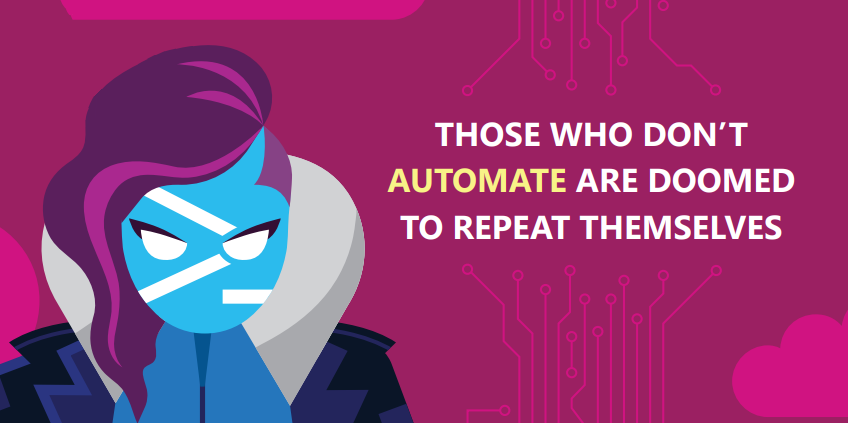 THOSE WHO DON'T
AUTOMATE ARE DOOMED
TO REPEAT THEMSELVES